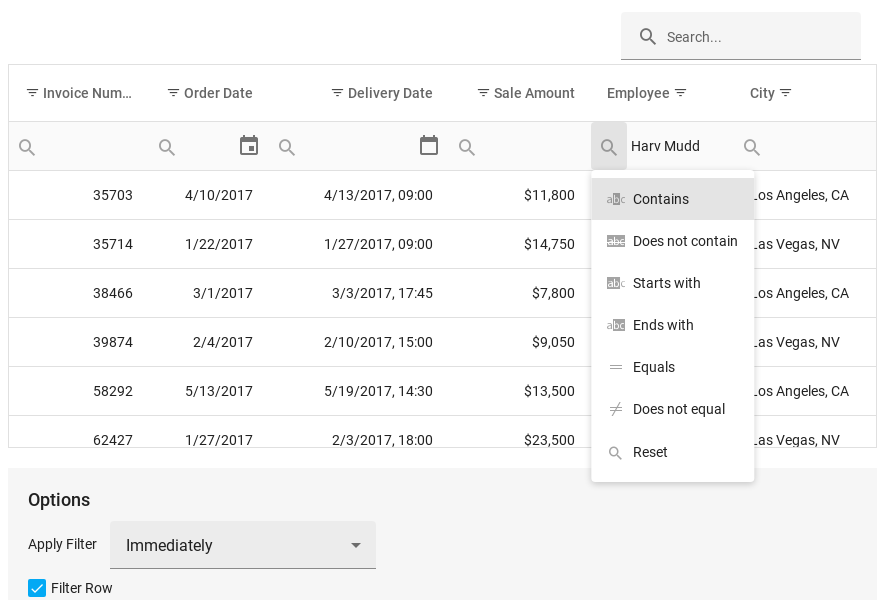 Search...
Invoice Num... Order Date Delivery Date Sale Amount Employee City
Harv Mudd
35703 4/10/2017 4/13/2017, 09:00 $11,800 Los Angeles, CA
35714 1/22/2017 1/27/2017, 09:00 $14,750 Las Vegas, NV
38466 3/1/2017 3/3/2017, 17:45 $7,800 Los Angeles, CA
39874 2/4/2017 2/10/2017, 15:00 $9,050 Las Vegas, NV
58292 5/13/2017 5/19/2017, 14:30 $13,500 Los Angeles, CA
62427 1/27/2017 2/3/2017, 18:00 $23,500 Las Vegas, NV
abc Contains
abc Does not contain
abc Starts with
abc Ends with
= Equals
≠ Does not equal
Reset
Options
Apply Filter Immediately
Filter Row